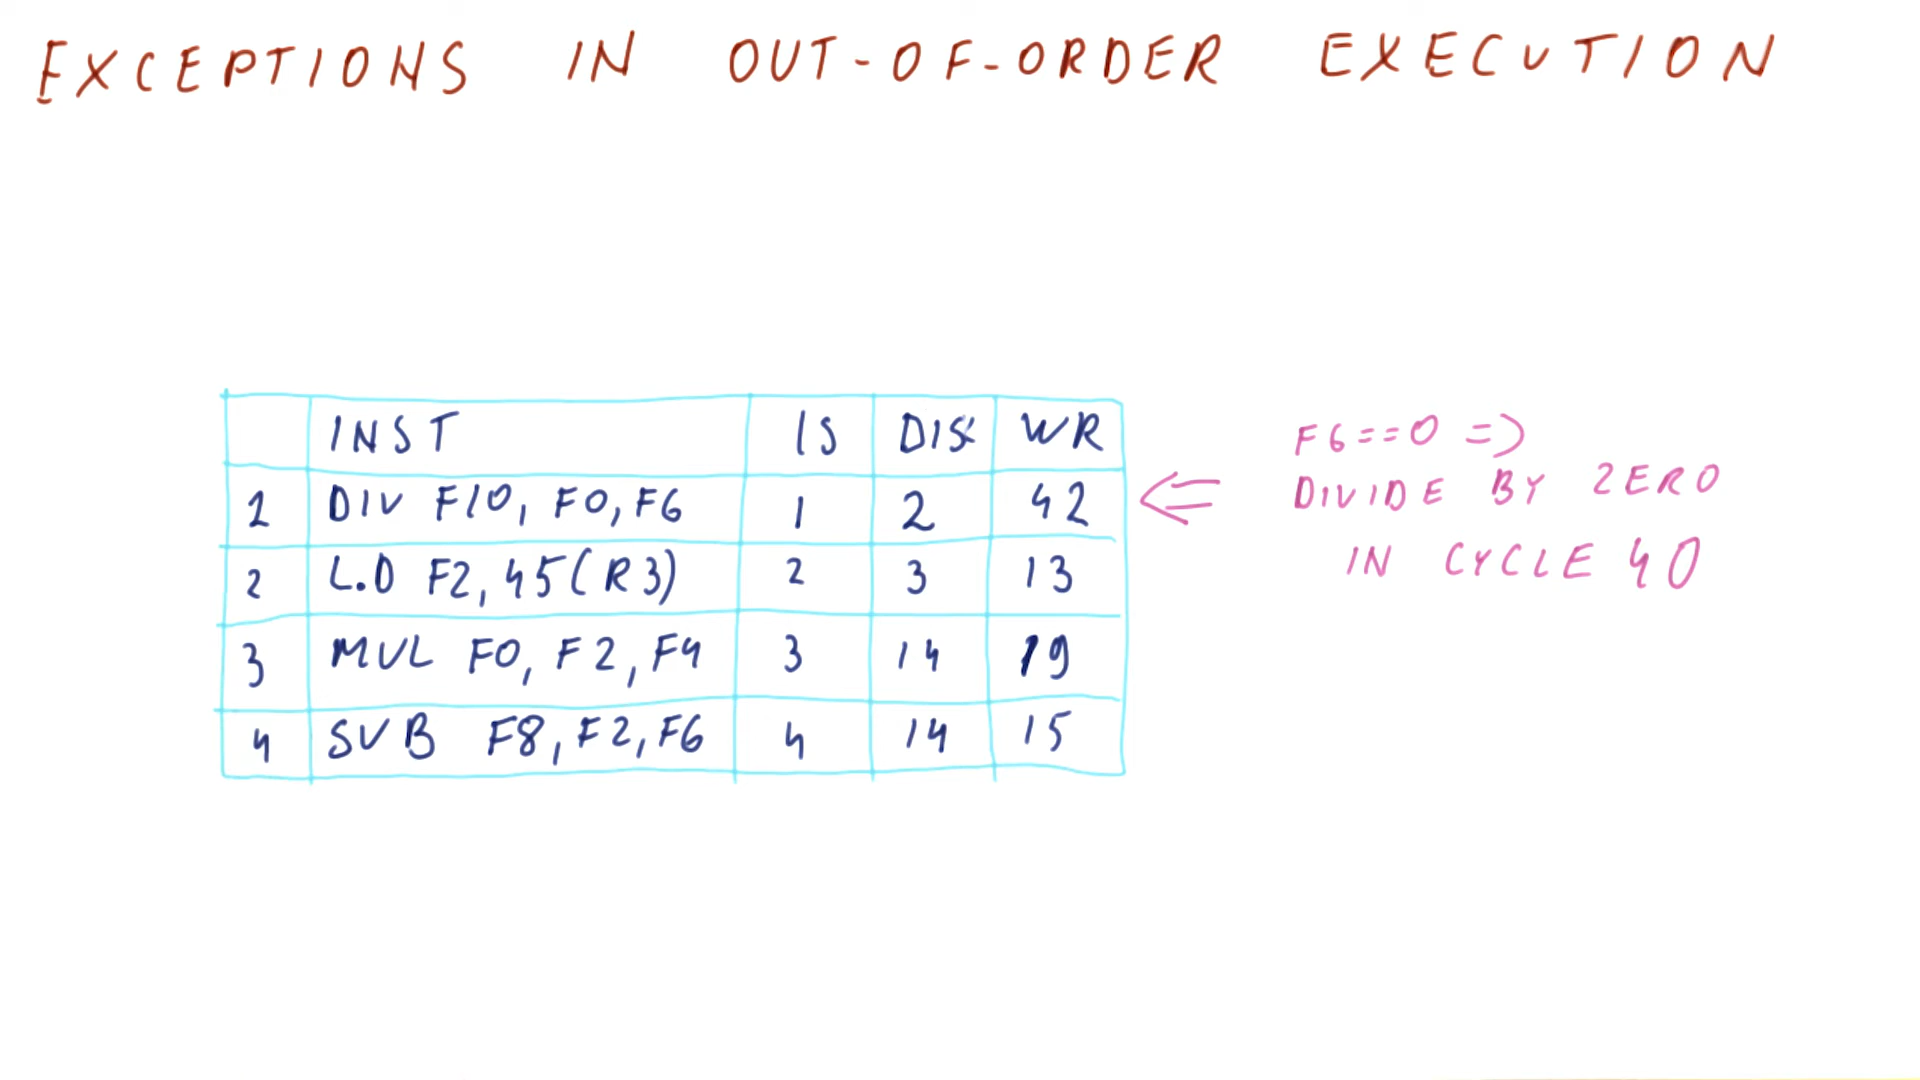 EXCEPTIONS IN OUT-OF-ORDER EXECUTION
INST IS DIS WR
1 DIV F10, F0, F6 1 2 42
2 L.D F2, 45(R3) 2 3 13
3 MUL F0, F2, F4 3 14 19
4 SUB F8, F2, F6 4 14 15
F6==0 =>
DIVIDE BY ZERO
IN CYCLE 40